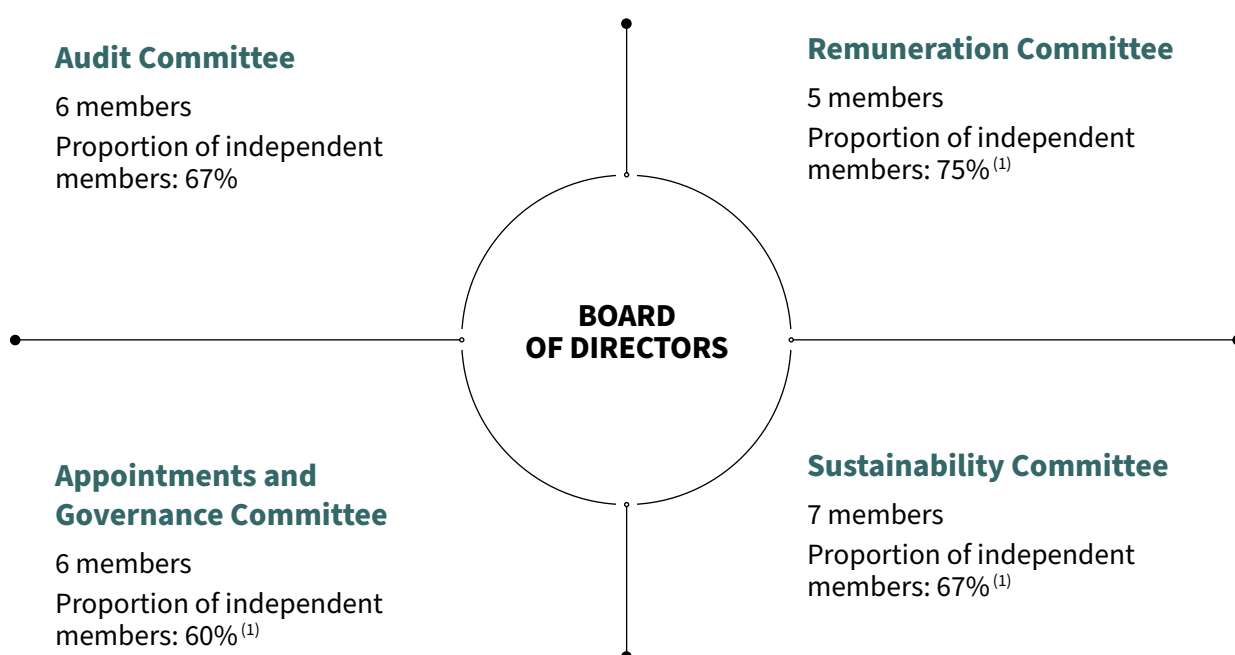 Audit Committee
6 members
Proportion of independent
members: 67%
Remuneration Committee
5 members
Proportion of independent
members: 75% (1)
BOARD
OF DIRECTORS
Appointments and
Governance Committee
6 members
Proportion of independent
members: 60% (1)
Sustainability Committee
7 members
Proportion of independent
members: 67% (1)